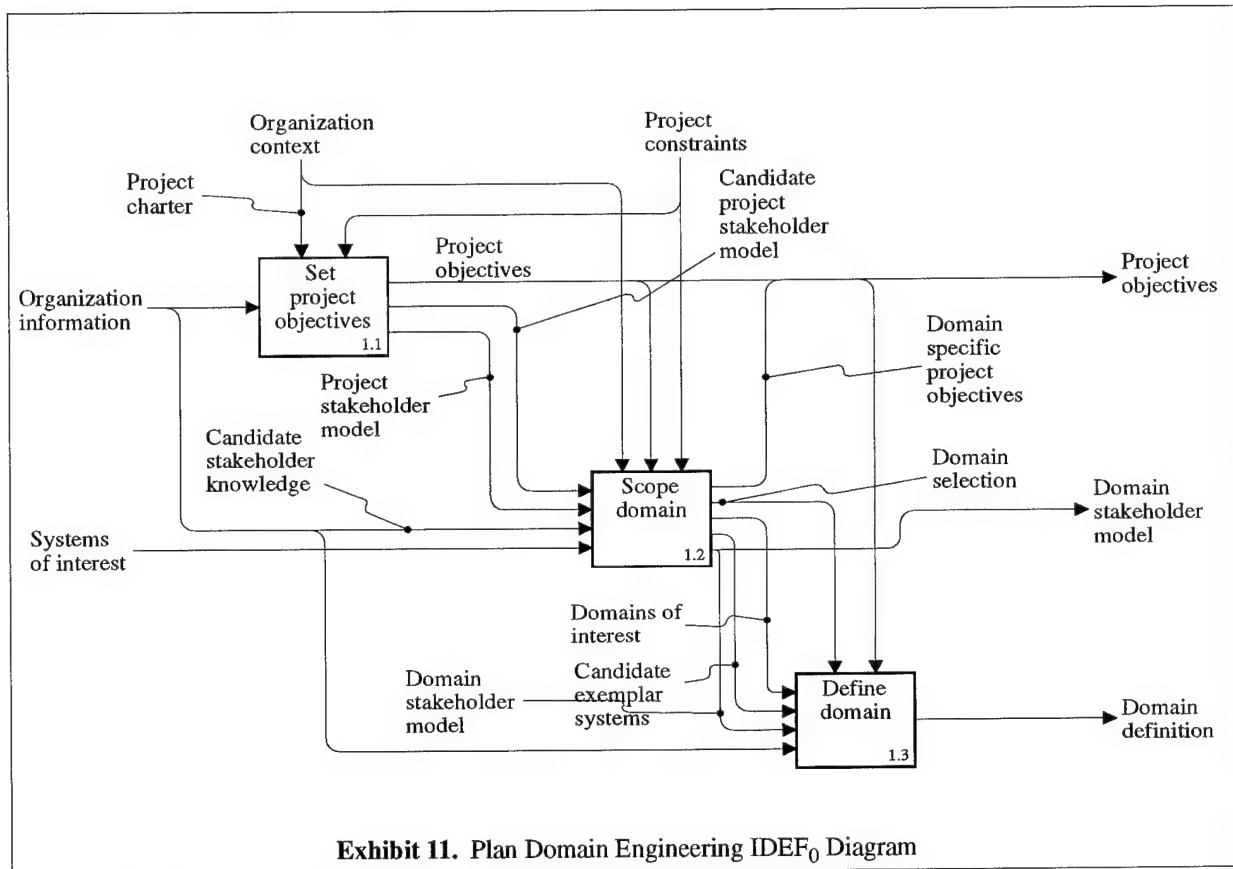 Organization
context
Project
constraints
Project
charter
Candidate
project
stakeholder
model
Project
objectives
Set
project
objectives
1.1
Project
objectives
Organization
information
Domain
specific
project
objectives
Project
stakeholder
model
Candidate
stakeholder
knowledge
Scope
domain
1.2
Domain
selection
Domain
stakeholder
model
Systems
of interest
Domains of
interest
Domain
stakeholder
model
Candidate
exemplar
systems
Define
domain
1.3
Domain
definition
Exhibit 11. Plan Domain Engineering IDEF0 Diagram